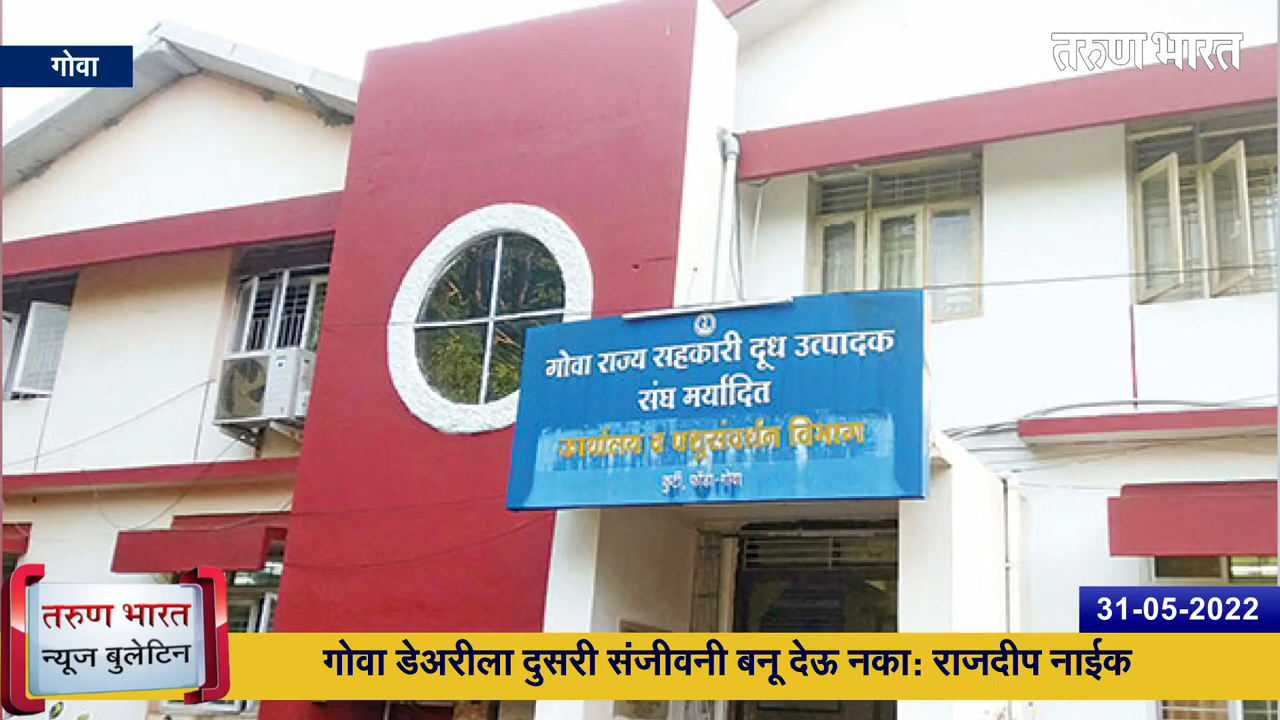 गोवा
तरुण भारत
गोवा राज्य सहकारी दूध उत्पादक
संघ मर्यादित
कार्यालय व पशुसंवर्धन विभाग
कुर्टी, फोंडा-गोवा
31-05-2022
तरुण भारत
न्यूज बुलेटिन
गोवा डेअरीला दुसरी संजीवनी बनू देऊ नका: राजदीप नाईक